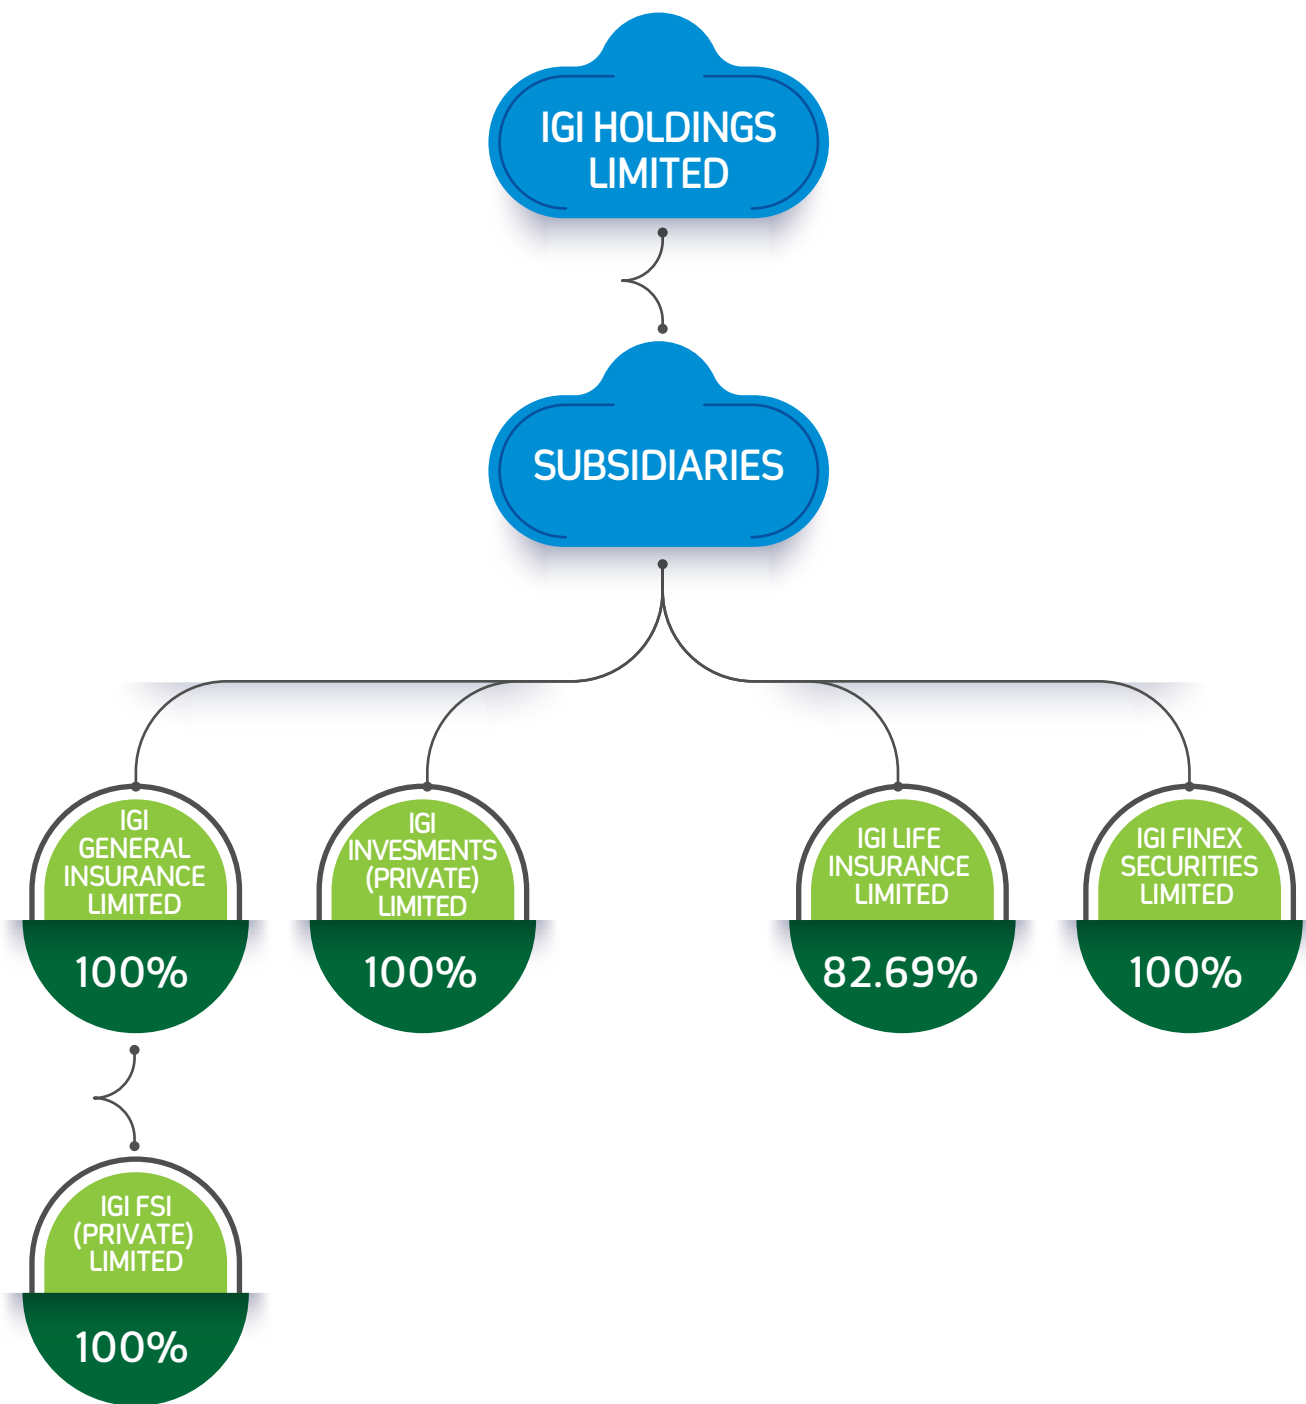 IGI HOLDINGS
LIMITED
SUBSIDIARIES
IGI
GENERAL
INSURANCE
LIMITED
100%
IGI
INVESMENTS
(PRIVATE)
LIMITED
100%
IGI LIFE
INSURANCE
LIMITED
82.69%
IGI FINEX
SECURITIES
LIMITED
100%
IGI FSI
(PRIVATE)
LIMITED
100%